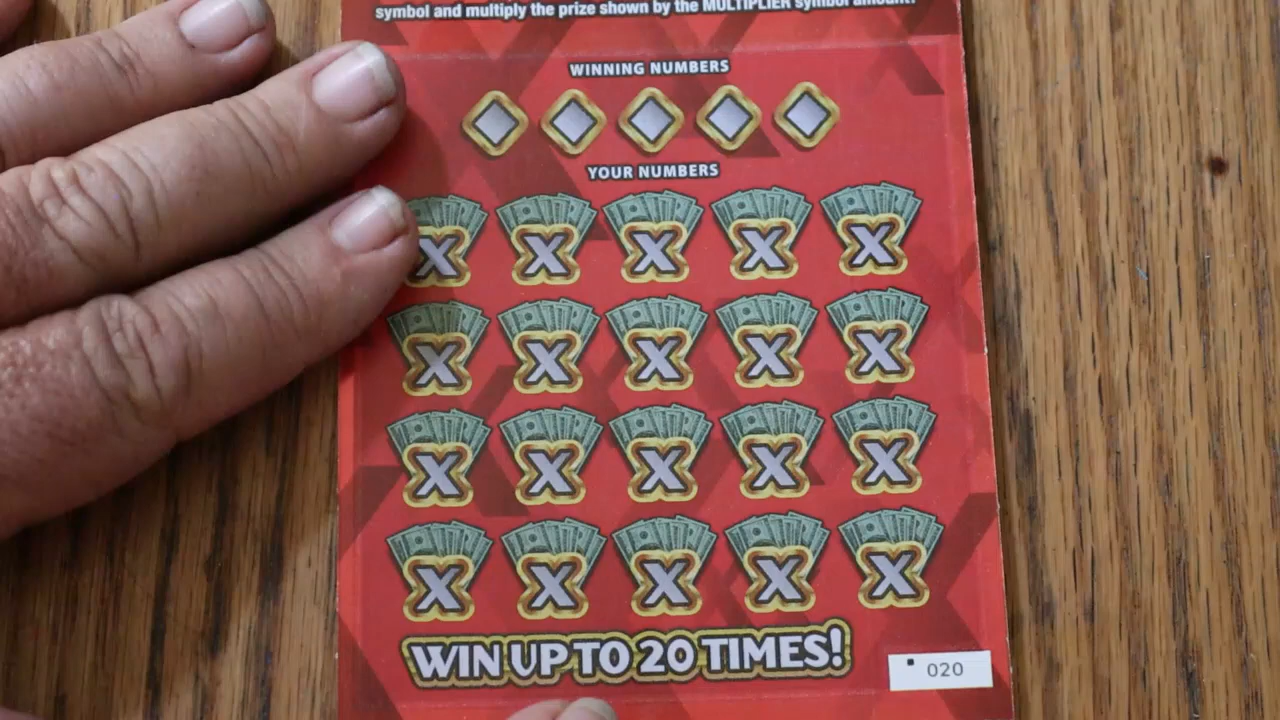 symbol and multiply the prize shown by the MULTIPLIER symbol amount!
WINNING NUMBERS
YOUR NUMBERS
X X X X X
X X X X X
X X X X X
X X X X X
WIN UP TO 20 TIMES!
020